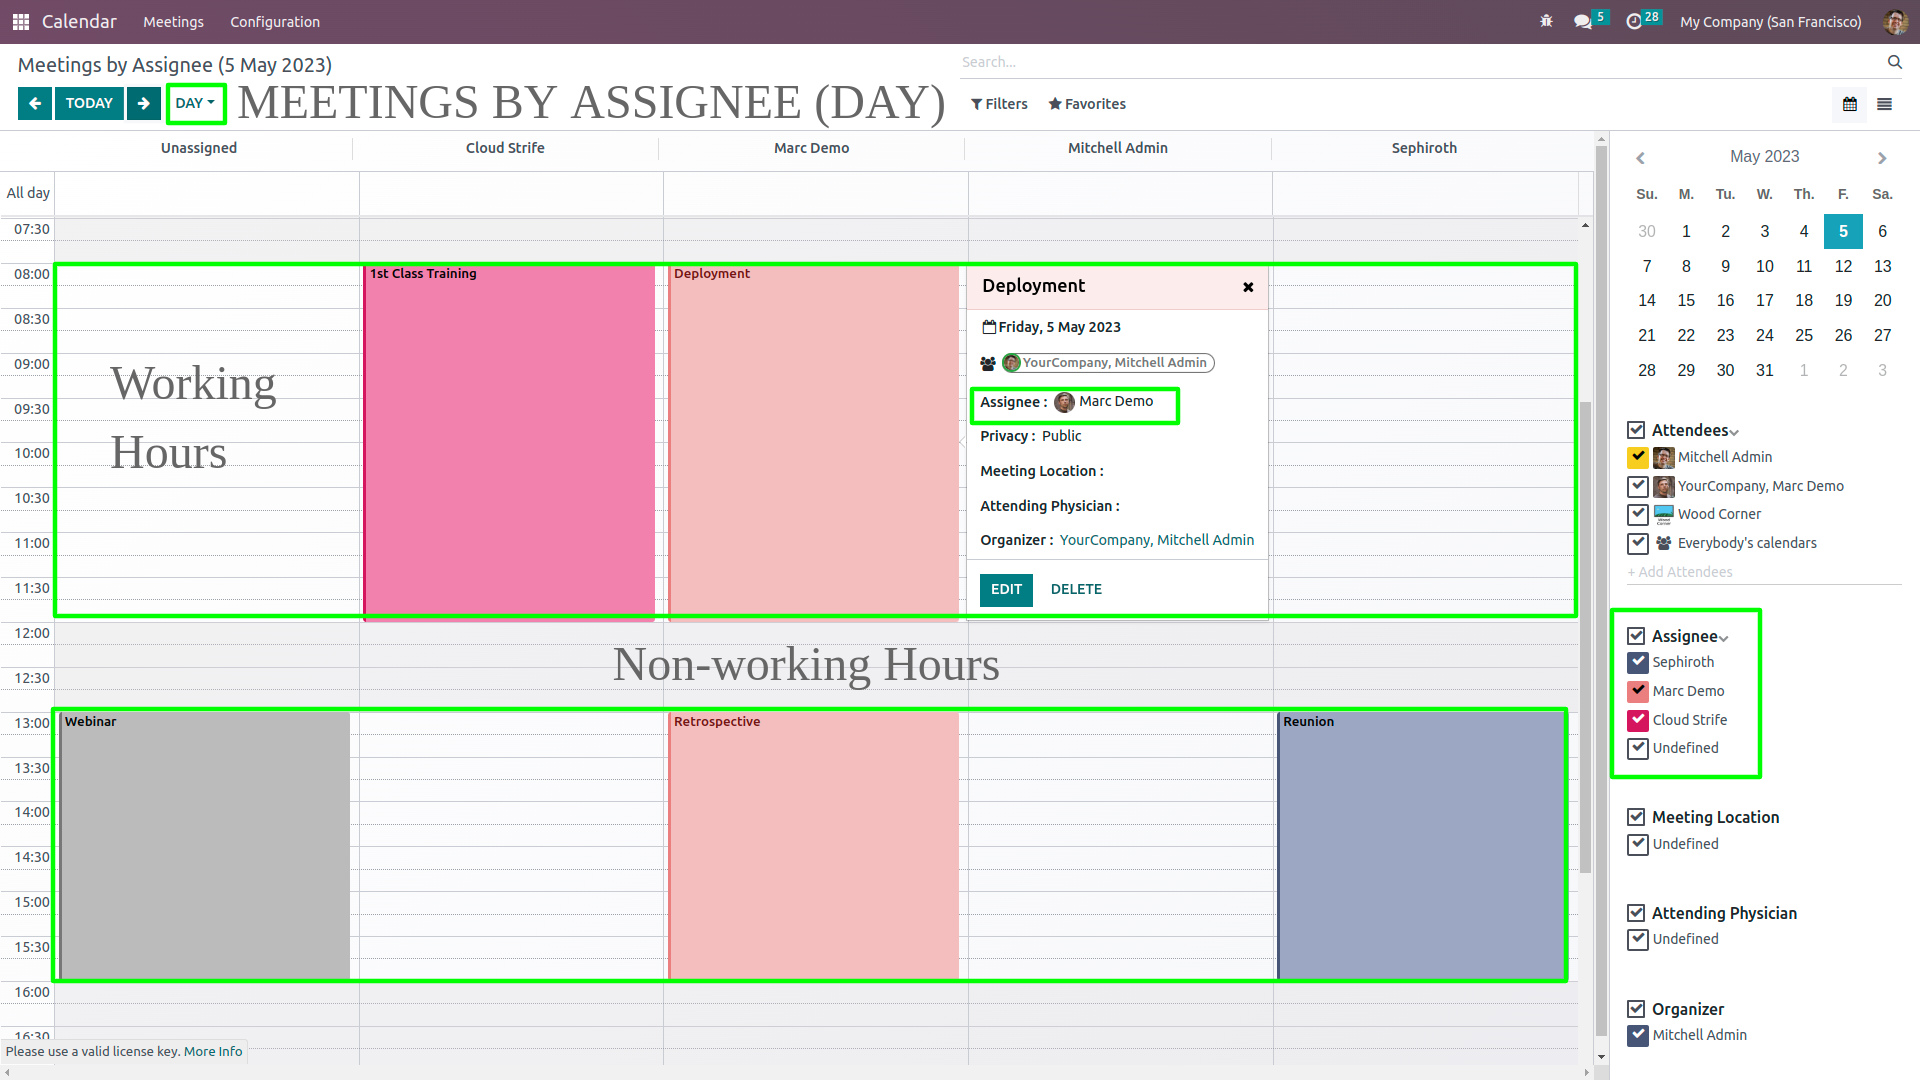 Calendar Meetings Configuration 5 28 My Company (San Francisco)
Meetings by Assignee (5 May 2023) Search...
TODAY DAY MEETINGS BY ASSIGNEE (DAY) Filters Favorites
Unassigned Cloud Strife Marc Demo Mitchell Admin Sephiroth
All day
07:30
08:00
08:30
09:00
09:30
10:00
10:30
11:00
11:30
12:00
12:30
13:00
13:30
14:00
14:30
15:00
15:30
16:00
16:30
1st Class Training
Deployment
Working
Hours
Deployment
Friday, 5 May 2023
YourCompany, Mitchell Admin
Assignee : Marc Demo
Privacy : Public
Meeting Location :
Attending Physician :
Organizer : YourCompany, Mitchell Admin
EDIT DELETE
Non-working Hours
Webinar
Retrospective
Reunion
Please use a valid license key. More Info
May 2023
Su. M. Tu. W. Th. F. Sa.
30 1 2 3 4 5 6
7 8 9 10 11 12 13
14 15 16 17 18 19 20
21 22 23 24 25 26 27
28 29 30 31 1 2 3
Attendees
Mitchell Admin
YourCompany, Marc Demo
Wood Corner
Everybody's calendars
+ Add Attendees
Assignee
Sephiroth
Marc Demo
Cloud Strife
Undefined
Meeting Location
Undefined
Attending Physician
Undefined
Organizer
Mitchell Admin